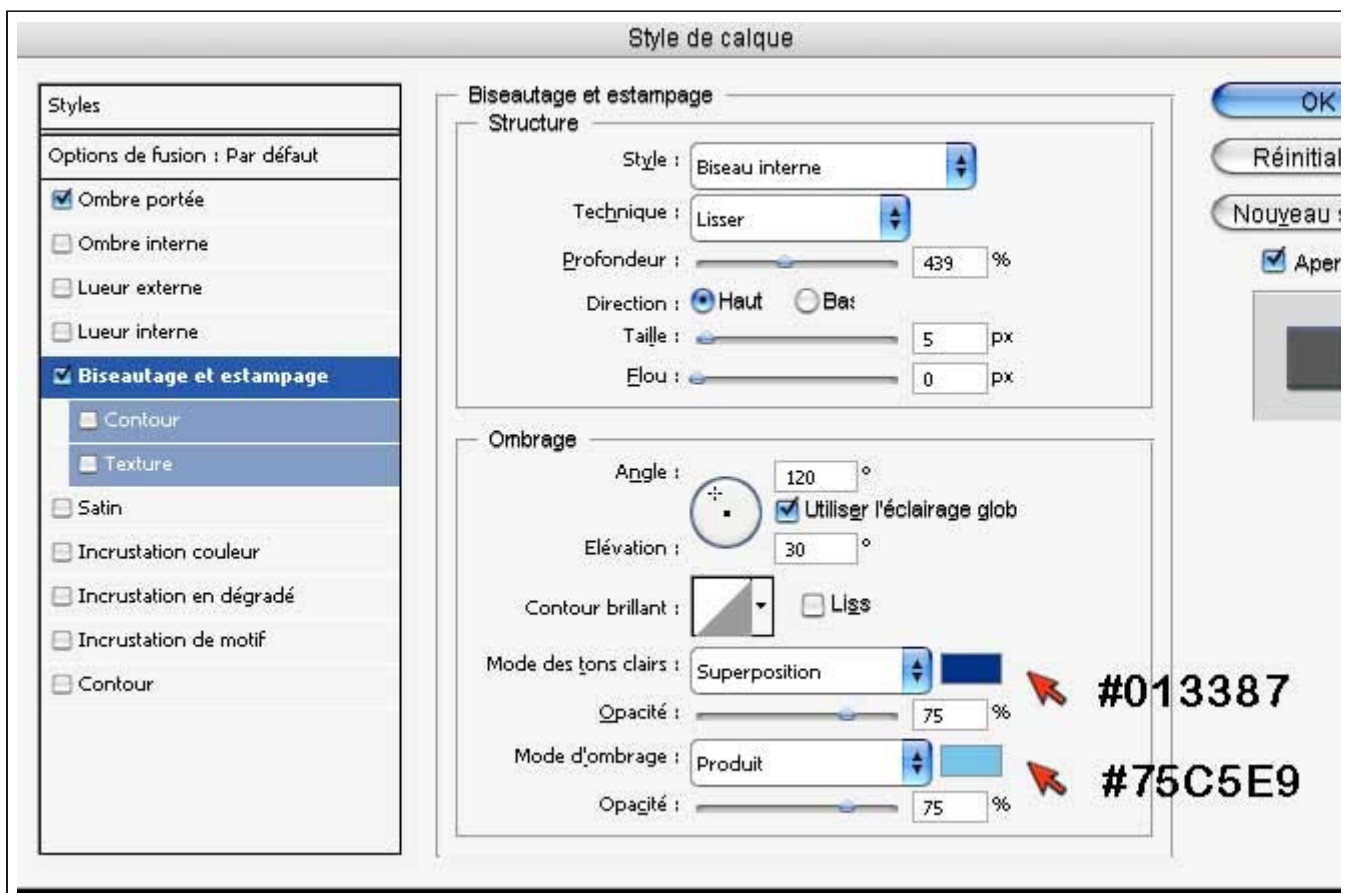 Style de calque
Styles
Options de fusion : Par défaut
Ombre portée
Ombre interne
Lueur externe
Lueur interne
Biseautage et estampage
Contour
Texture
Satin
Incrustation couleur
Incrustation en dégradé
Incrustation de motif
Contour
Biseautage et estampage
Structure
Style : Biseau interne
Technique : Lisser
Profondeur : 439 %
Direction : Haut Bas
Taille : 5 px
Flou : 0 px
Ombrage
Angle : 120 °
Utiliser l'éclairage glob
Elévation : 30 °
Contour brillant : Liss
Mode des tons clairs : Superposition #013387
Opacité : 75 %
Mode d'ombrage : Produit #75C5E9
Opacité : 75 %
OK
Réinitial
Nouveau s
Aper